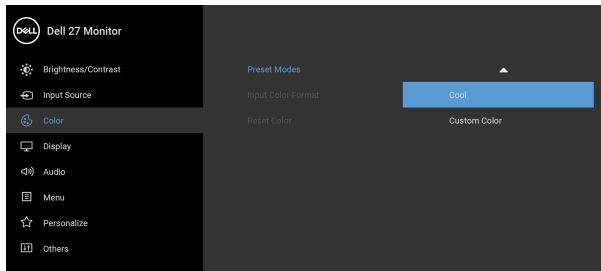 DELL Dell 27 Monitor
Brightness/Contrast
Input Source
Color
Display
Audio
Menu
Personalize
Others
Preset Modes
Input Color Format
Reset Color
Cool
Custom Color